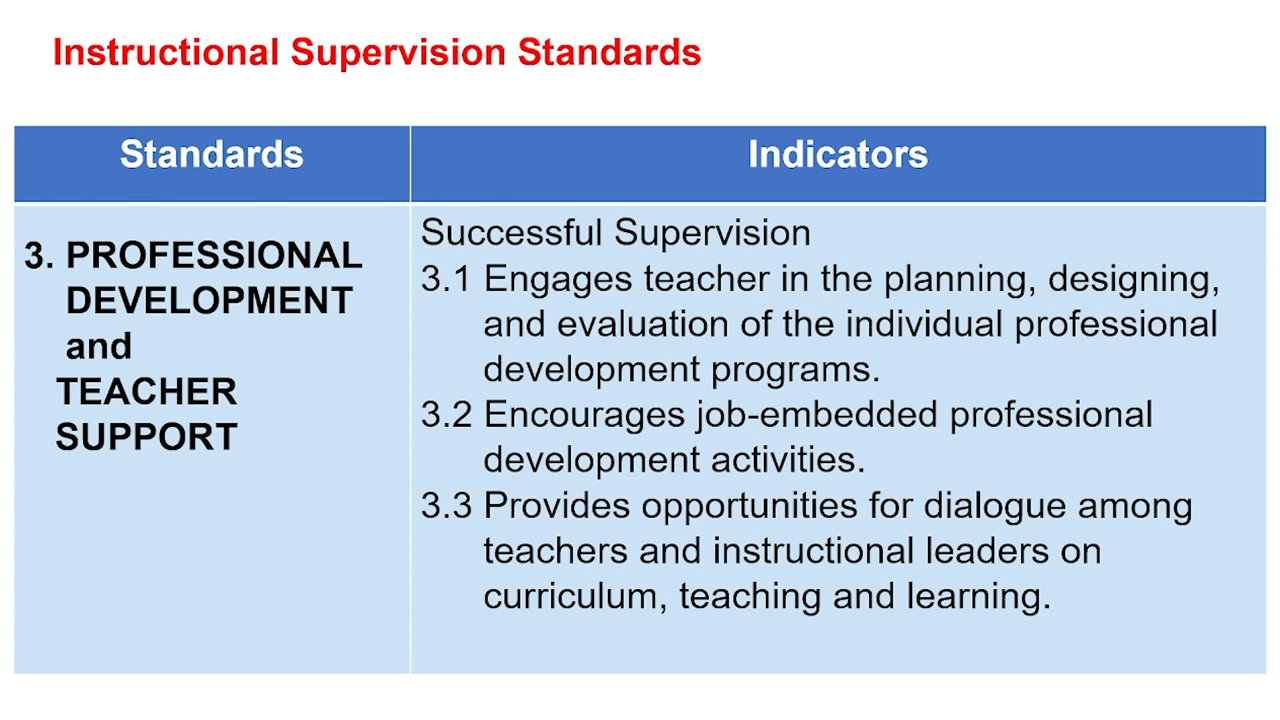 Instructional Supervision Standards
Standards
Indicators
3. PROFESSIONAL
DEVELOPMENT
and
TEACHER
SUPPORT
Successful Supervision
3.1 Engages teacher in the planning, designing,
and evaluation of the individual professional
development programs.
3.2 Encourages job-embedded professional
development activities.
3.3 Provides opportunities for dialogue among
teachers and instructional leaders on
curriculum, teaching and learning.